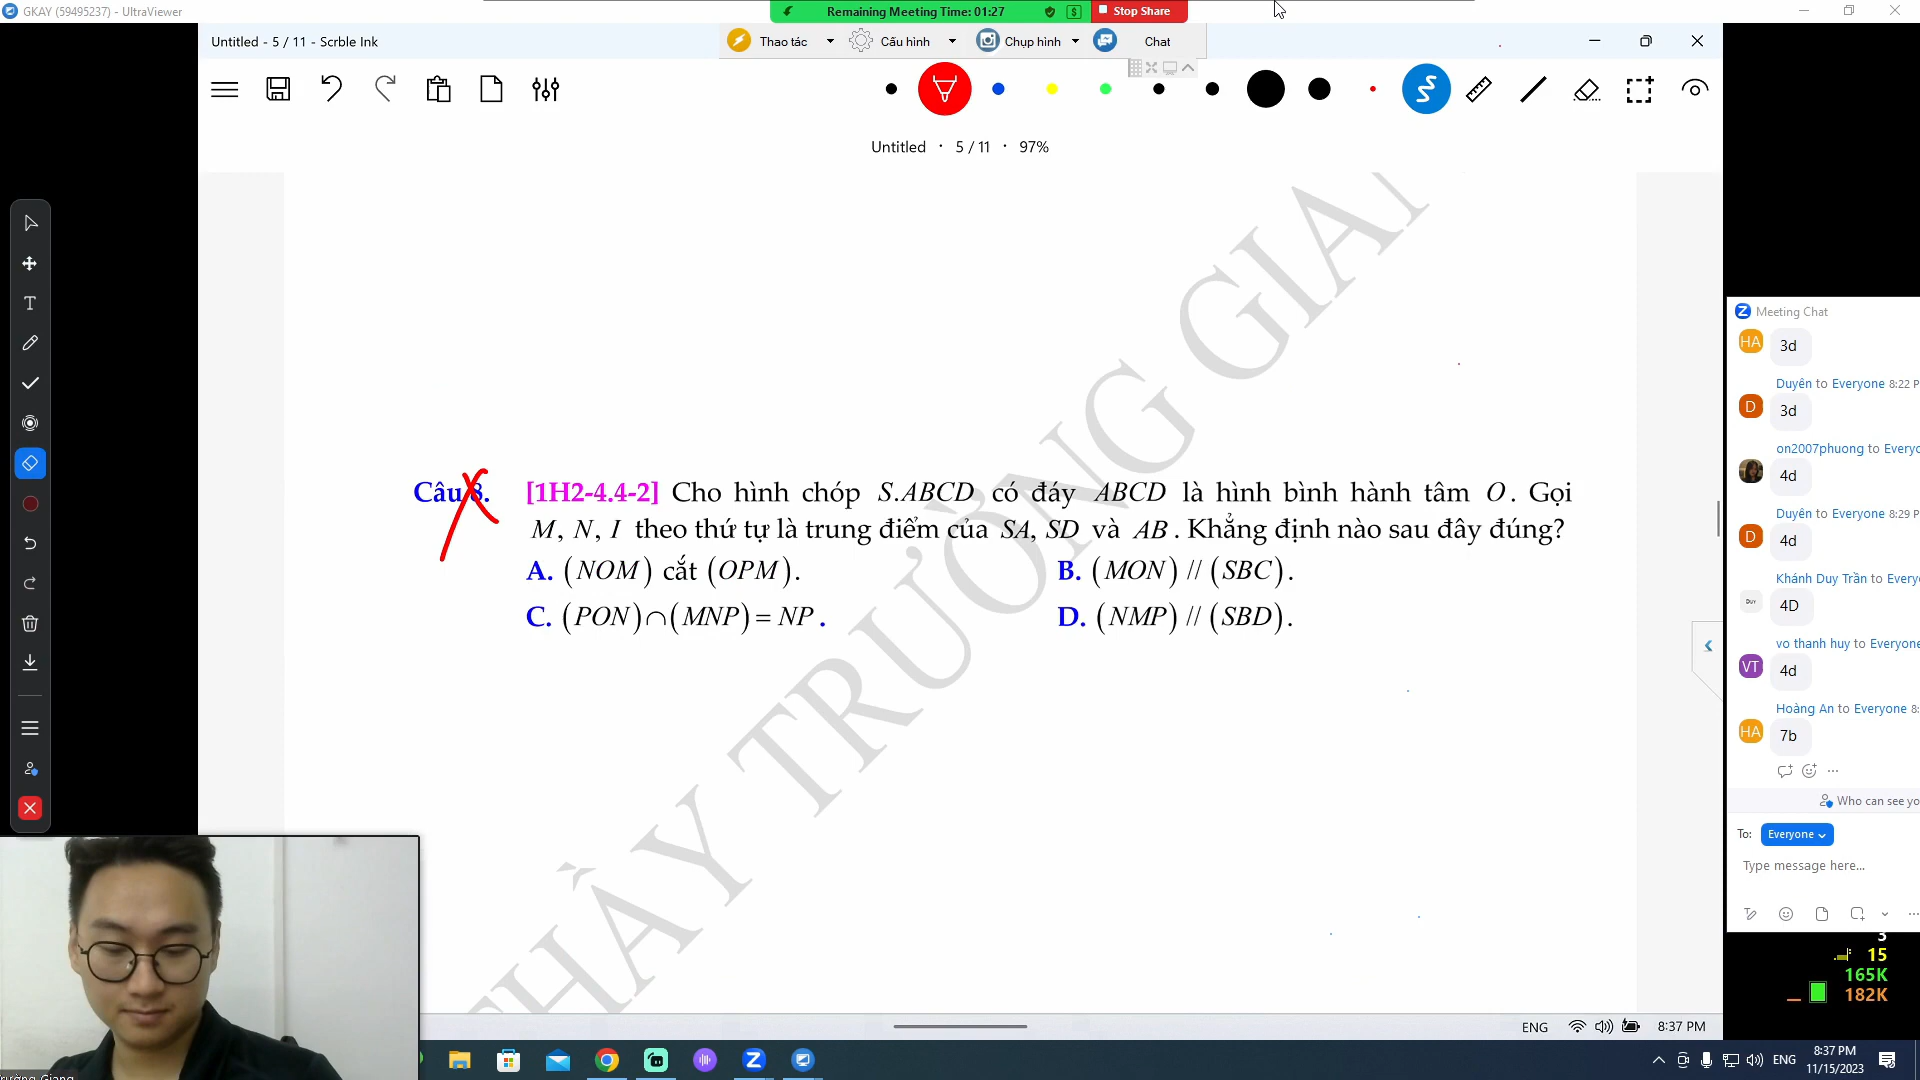 GKAY (59495237) - UltraViewer
Remaining Meeting Time: 01:27
Stop Share
Untitled - 5 / 11 - Scrble Ink
Thao tác
Cấu hình
Chụp hình
Chat
Untitled · 5 / 11 · 97%
THẦY TRƯỜNG GIAN
Câu 8. [1H2-4.4-2] Cho hình chóp S.ABCD có đáy ABCD là hình bình hành tâm O. Gọi
M, N, I theo thứ tự là trung điểm của SA, SD và AB. Khẳng định nào sau đây đúng?
A. (NOM) cắt (OPM).
B. (MON) // (SBC).
C. (PON)∩(MNP) = NP.
D. (NMP) // (SBD).
Meeting Chat
HA
3d
Duyên to Everyone 8:22 P
D
3d
on2007phuong to Everyo
4d
Duyên to Everyone 8:29 P
D
4d
Khánh Duy Trần to Every
DUY
4D
vo thanh huy to Everyone
VT
4d
Hoàng An to Everyone 8:
HA
7b
Who can see yo
To: Everyone
Type message here...
3
15
165K
182K
ENG
8:37 PM
ENG
8:37 PM
11/15/2023